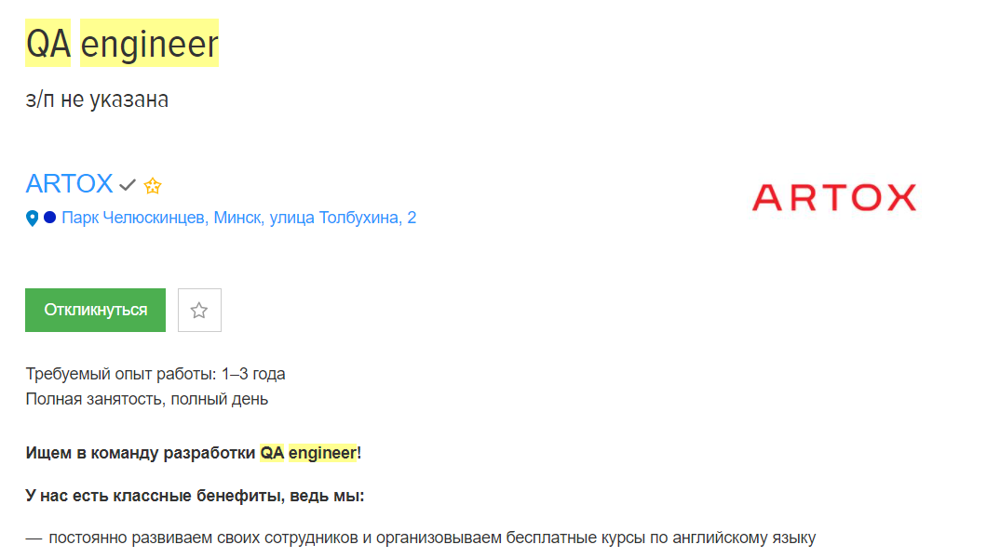 QA engineer
з/п не указана
ARTOX
ARTOX
Парк Челюскинцев, Минск, улица Толбухина, 2
Откликнуться
Требуемый опыт работы: 1–3 года
Полная занятость, полный день
Ищем в команду разработки QA engineer!
У нас есть классные бенефиты, ведь мы:
— постоянно развиваем своих сотрудников и организовываем бесплатные курсы по английскому языку